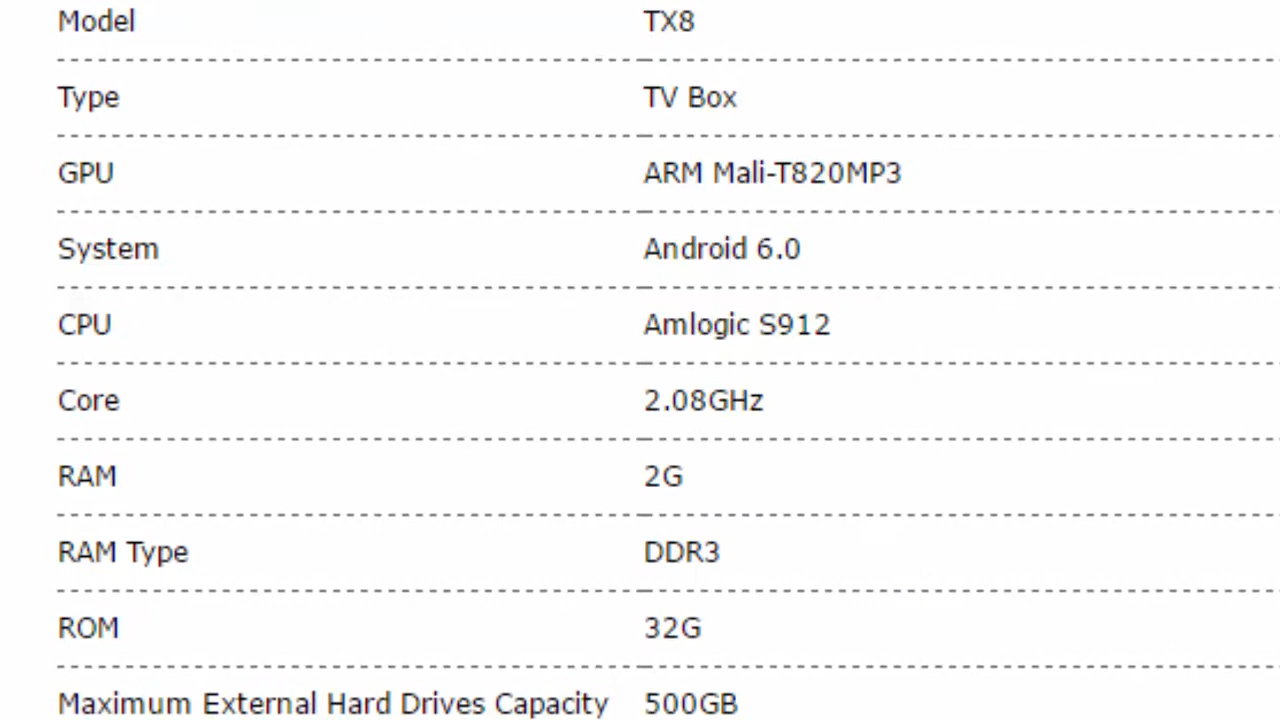 Model TX8
Type TV Box
GPU ARM Mali-T820MP3
System Android 6.0
CPU Amlogic S912
Core 2.08GHz
RAM 2G
RAM Type DDR3
ROM 32G
Maximum External Hard Drives Capacity 500GB